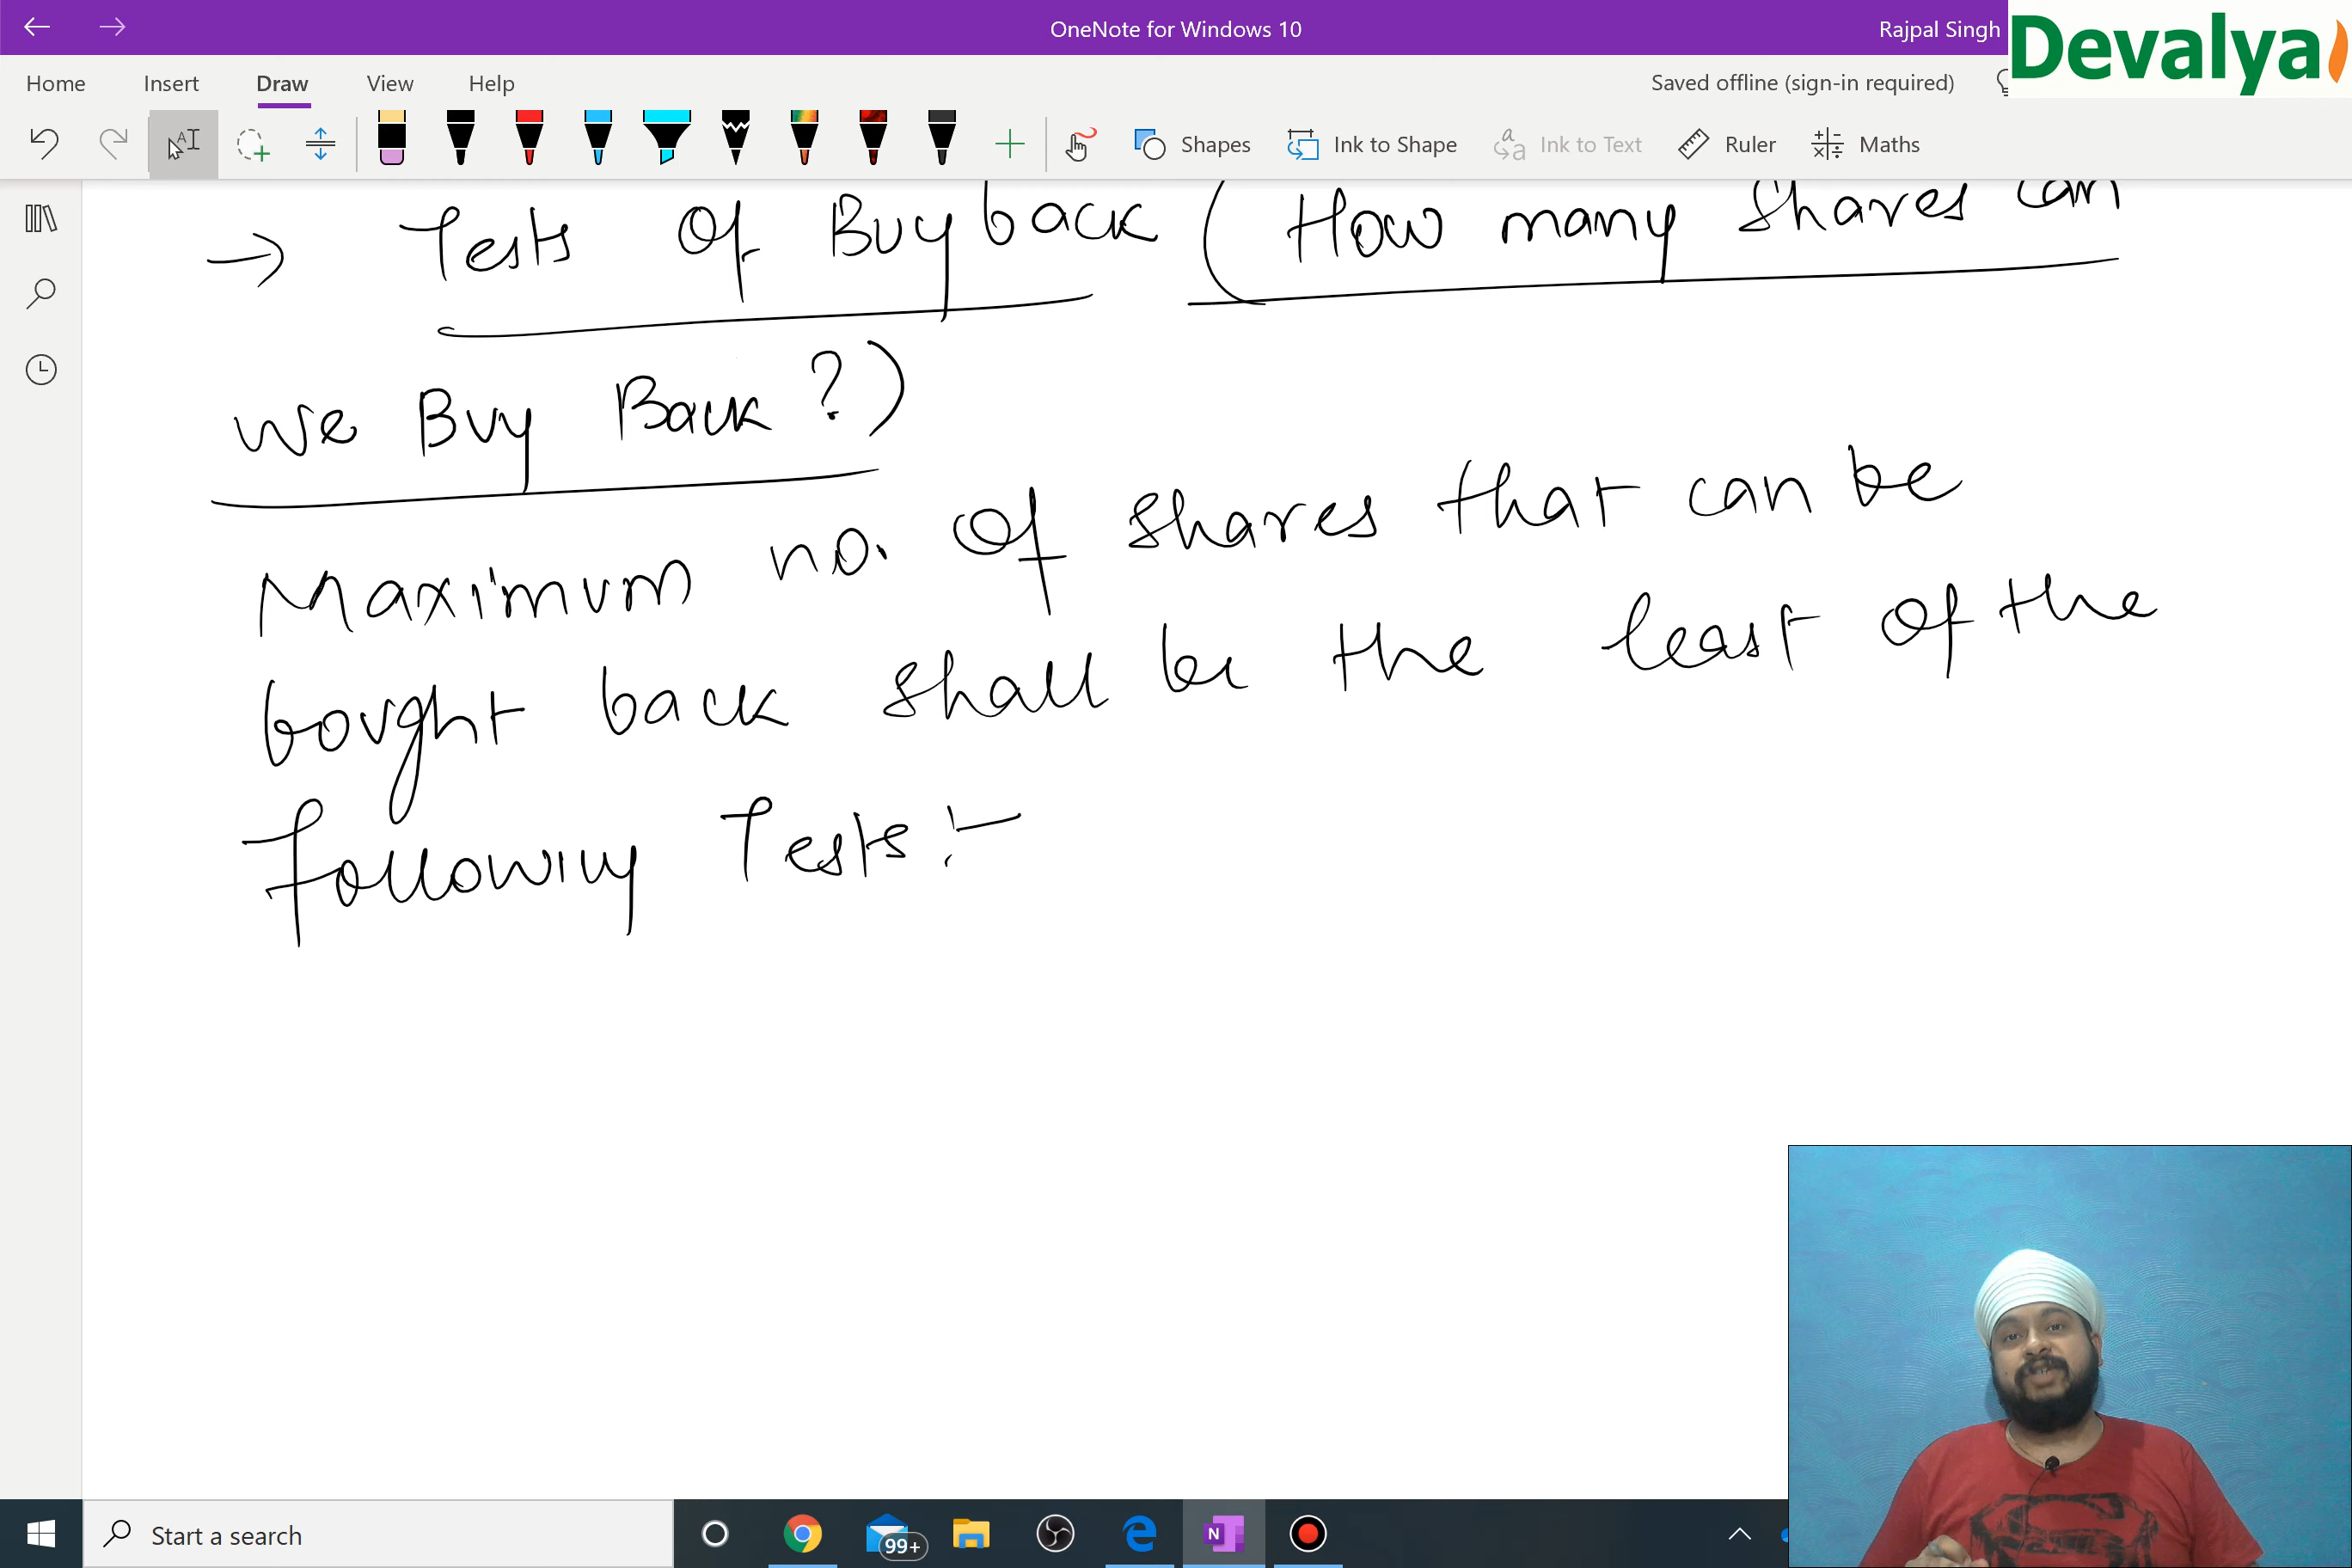 OneNote for Windows 10
Rajpal Singh
Devalya
Home Insert Draw View Help
Saved offline (sign-in required)
Shapes Ink to Shape Ink to Text Ruler Maths
→ Tests Of Buyback (How many shares can
we Buy Back?)
Maximum no. Of shares that can be
bought back shall be the least of the
Following Tests :-
Start a search
99+